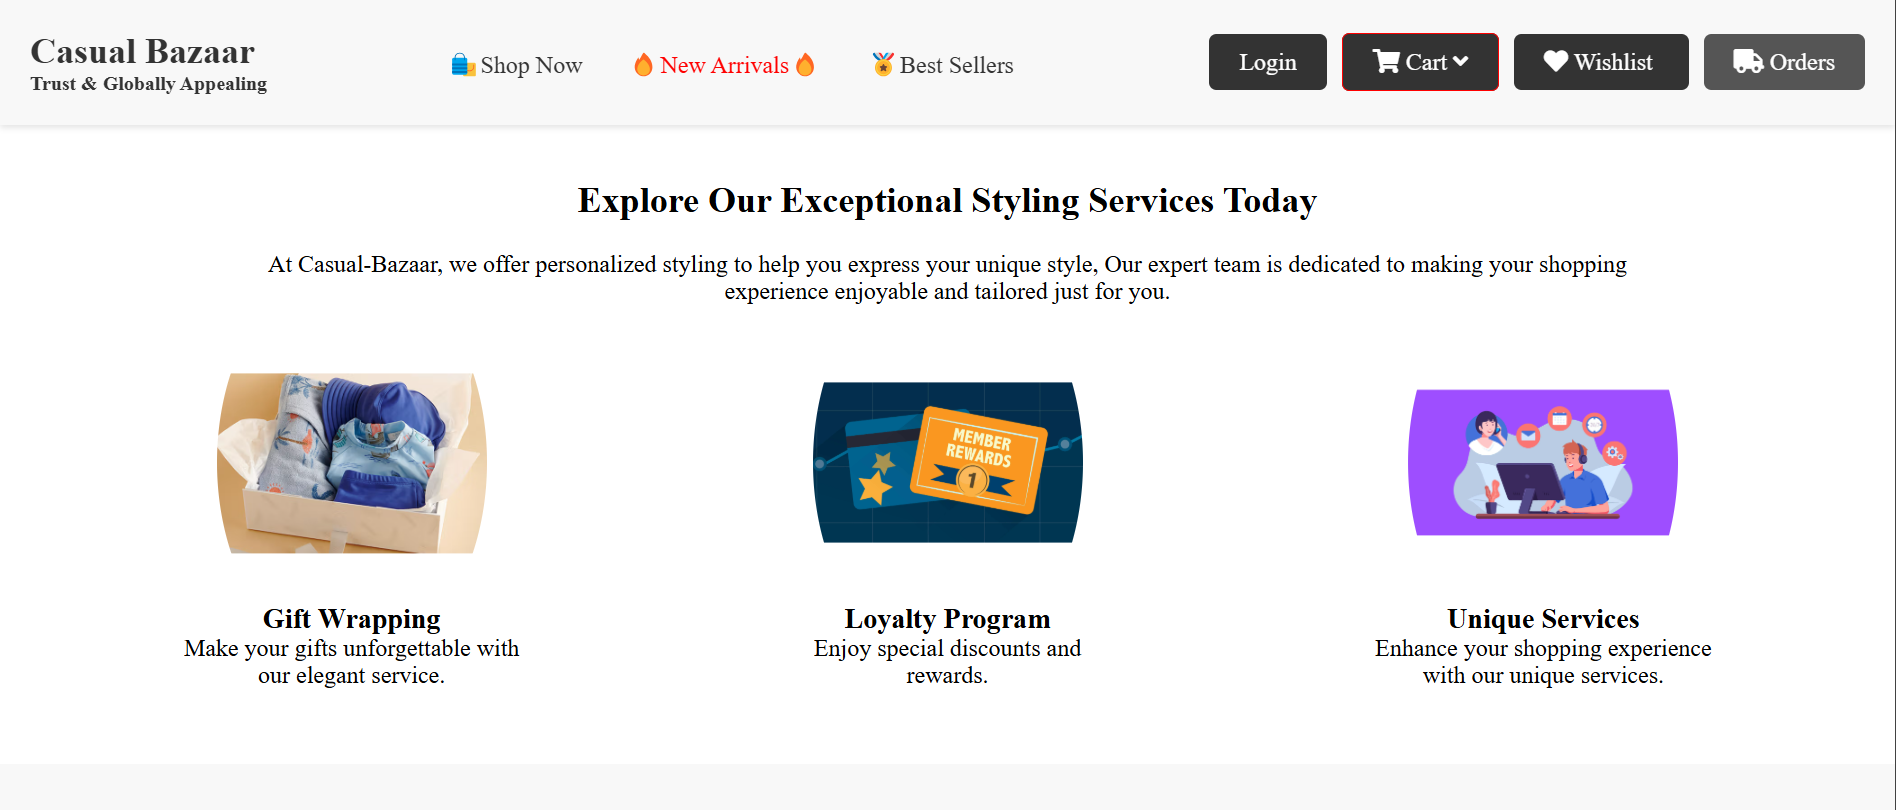 Casual Bazaar
Trust & Globally Appealing
Shop Now
New Arrivals
Best Sellers
Login
Cart
Wishlist
Orders
Explore Our Exceptional Styling Services Today
At Casual-Bazaar, we offer personalized styling to help you express your unique style, Our expert team is dedicated to making your shopping
experience enjoyable and tailored just for you.
MEMBER
REWARDS
1
Gift Wrapping
Make your gifts unforgettable with
our elegant service.
Loyalty Program
Enjoy special discounts and
rewards.
Unique Services
Enhance your shopping experience
with our unique services.